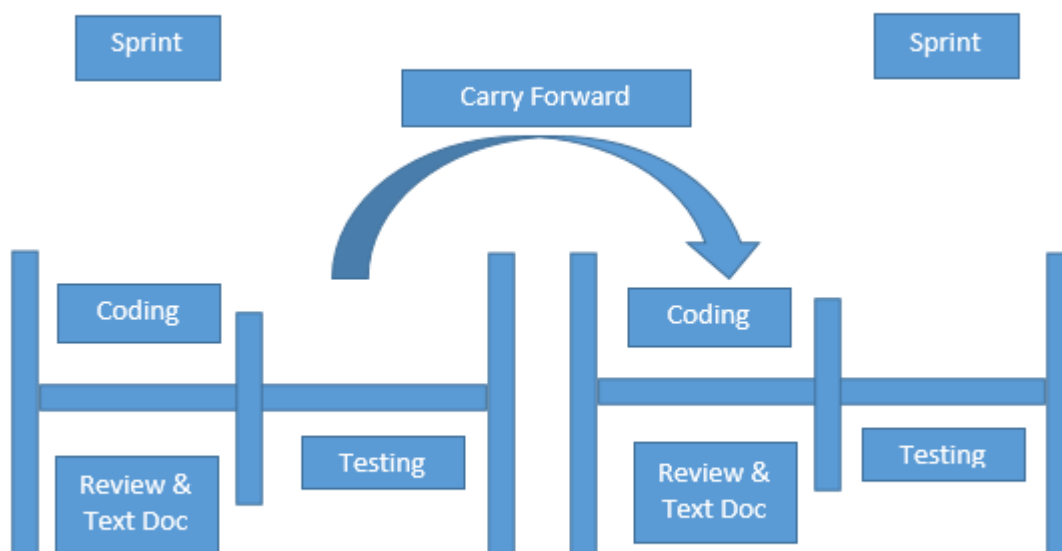 Sprint
Sprint
Carry Forward
Coding
Coding
Testing
Testing
Review &
Text Doc
Review &
Text Doc